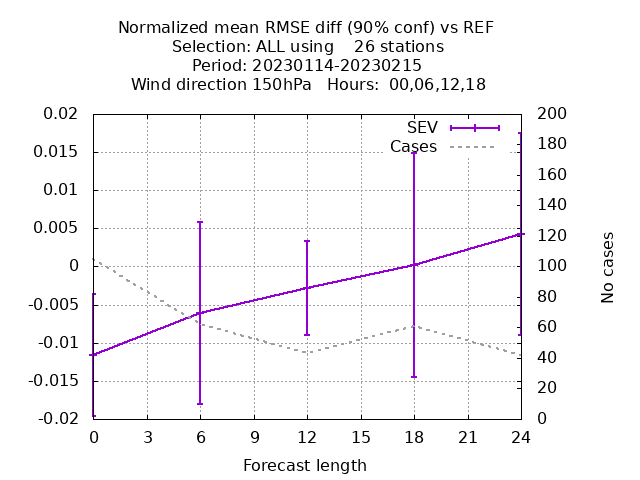 Normalized mean RMSE diff (90% conf) vs REF
Selection: ALL using    26 stations
Period: 20230114-20230215
Wind direction 150hPa   Hours:  00,06,12,18
0.02
0.015
0.01
0.005
0
-0.005
-0.01
-0.015
-0.02
SEV
Cases
200
180
160
140
120
100
80
60
40
20
0
No cases
0 3 6 9 12 15 18 21 24
Forecast length